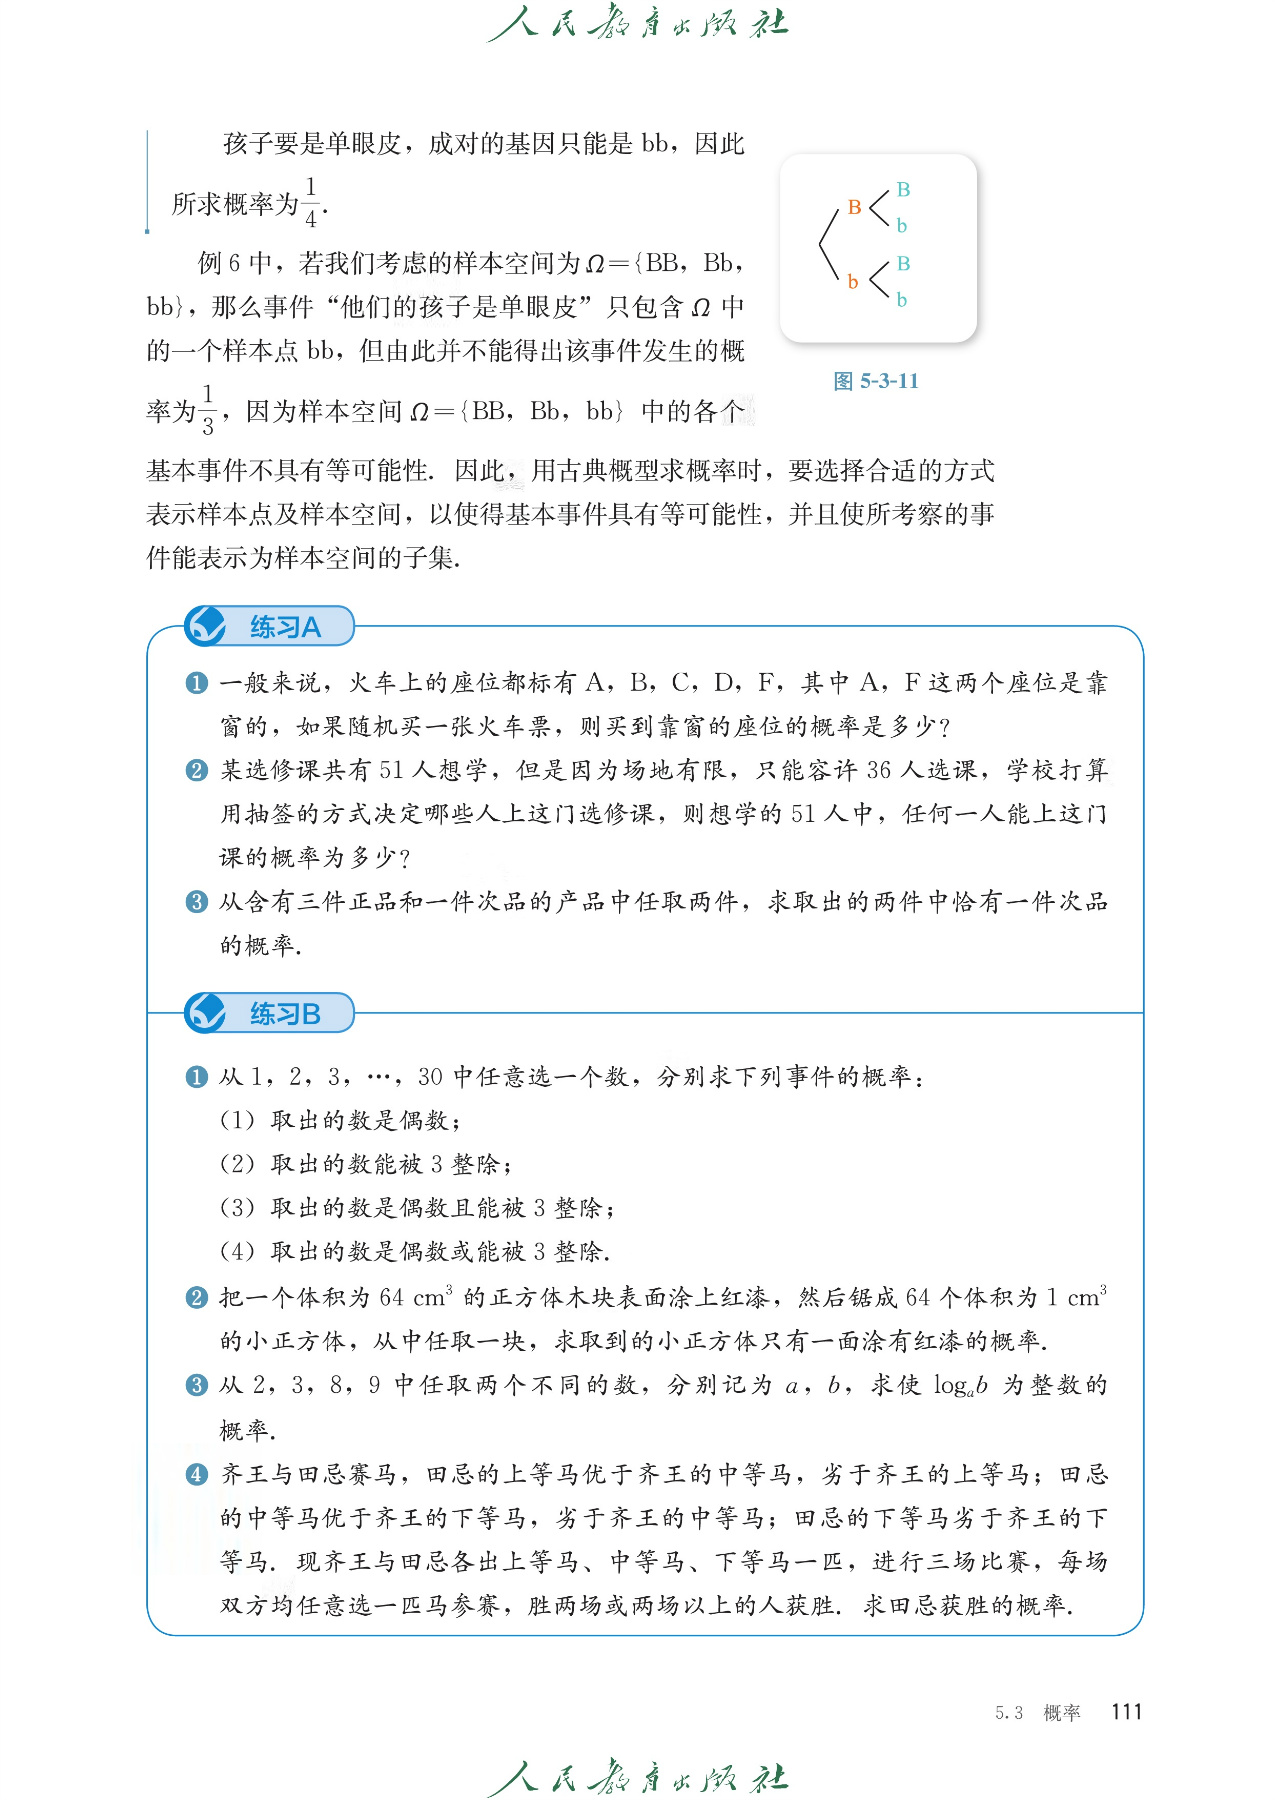 人民教育出版社
孩子要是单眼皮，成对的基因只能是 bb，因此
所求概率为1/4.
例 6 中，若我们考虑的样本空间为Ω={BB，Bb，
bb}，那么事件“他们的孩子是单眼皮”只包含 Ω 中
的一个样本点 bb，但由此并不能得出该事件发生的概
率为1/3，因为样本空间 Ω={BB，Bb，bb} 中的各个
B
B
b
b
B
b
图 5-3-11
基本事件不具有等可能性. 因此，用古典概型求概率时，要选择合适的方式
表示样本点及样本空间，以使得基本事件具有等可能性，并且使所考察的事
件能表示为样本空间的子集.
练习A
❶ 一般来说，火车上的座位都标有 A，B，C，D，F，其中 A，F 这两个座位是靠
窗的，如果随机买一张火车票，则买到靠窗的座位的概率是多少？
❷ 某选修课共有 51 人想学，但是因为场地有限，只能容许 36 人选课，学校打算
用抽签的方式决定哪些人上这门选修课，则想学的 51 人中，任何一人能上这门
课的概率为多少？
❸ 从含有三件正品和一件次品的产品中任取两件，求取出的两件中恰有一件次品
的概率.
练习B
❶ 从 1，2，3，…，30 中任意选一个数，分别求下列事件的概率：
（1）取出的数是偶数；
（2）取出的数能被 3 整除；
（3）取出的数是偶数且能被 3 整除；
（4）取出的数是偶数或能被 3 整除.
❷ 把一个体积为 64 cm³ 的正方体木块表面涂上红漆，然后锯成 64 个体积为 1 cm³
的小正方体，从中任取一块，求取到的小正方体只有一面涂有红漆的概率.
❸ 从 2，3，8，9 中任取两个不同的数，分别记为 a，b，求使 logₐb 为整数的
概率.
❹ 齐王与田忌赛马，田忌的上等马优于齐王的中等马，劣于齐王的上等马；田忌
的中等马优于齐王的下等马，劣于齐王的中等马；田忌的下等马劣于齐王的下
等马. 现齐王与田忌各出上等马、中等马、下等马一匹，进行三场比赛，每场
双方均任意选一匹马参赛，胜两场或两场以上的人获胜. 求田忌获胜的概率.
5.3 概率 111
人民教育出版社